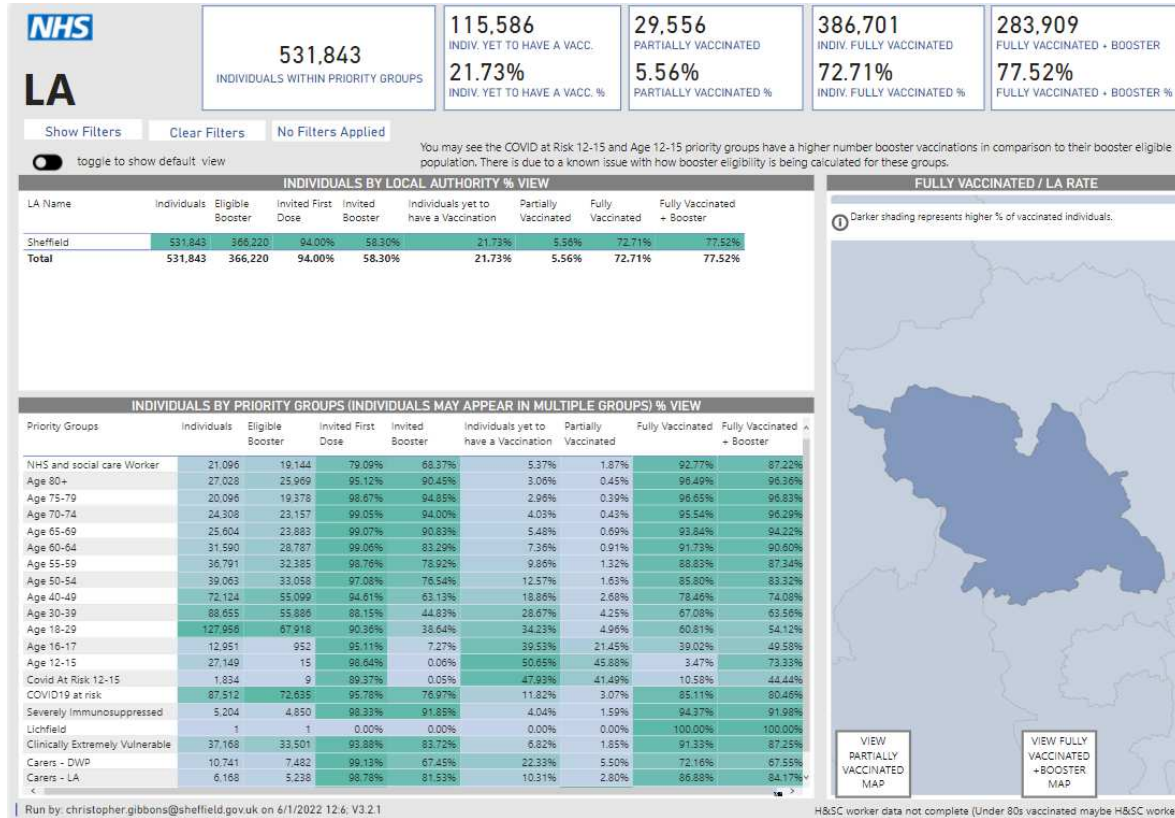 NHS
LA
531,843
INDIVIDUALS WITHIN PRIORITY GROUPS
115,586
INDIV. YET TO HAVE A VACC.
21.73%
INDIV. YET TO HAVE A VACC. %
29,556
PARTIALLY VACCINATED
5.56%
PARTIALLY VACCINATED %
386,701
INDIV. FULLY VACCINATED
72.71%
INDIV. FULLY VACCINATED %
283,909
FULLY VACCINATED + BOOSTER
77.52%
FULLY VACCINATED + BOOSTER %
Show Filters Clear Filters No Filters Applied
toggle to show default view
You may see the COVID at Risk 12-15 and Age 12-15 priority groups have a higher number booster vaccinations in comparison to their booster eligible
population. There is due to a known issue with how booster eligibility is being calculated for these groups.
INDIVIDUALS BY LOCAL AUTHORITY % VIEW
LA Name Individuals Eligible Booster Invited First Dose Invited Booster Individuals yet to have a Vaccination Partially Vaccinated Fully Vaccinated Fully Vaccinated + Booster
Sheffield 531,843 366,220 94.00% 58.30% 21.73% 5.56% 72.71% 77.52%
Total 531,843 366,220 94.00% 58.30% 21.73% 5.56% 72.71% 77.52%
INDIVIDUALS BY PRIORITY GROUPS (INDIVIDUALS MAY APPEAR IN MULTIPLE GROUPS) % VIEW
Priority Groups Individuals Eligible Booster Invited First Dose Invited Booster Individuals yet to have a Vaccination Partially Vaccinated Fully Vaccinated Fully Vaccinated + Booster
NHS and social care Worker 21,096 19,144 79.09% 68.37% 5.37% 1.87% 92.77% 87.22%
Age 80+ 27,028 25,969 95.12% 90.45% 3.06% 0.45% 96.49% 96.36%
Age 75-79 20,096 19,378 98.67% 94.85% 2.96% 0.39% 96.65% 96.83%
Age 70-74 24,308 23,157 99.05% 94.00% 4.03% 0.43% 95.54% 96.29%
Age 65-69 25,604 23,883 99.07% 90.83% 5.48% 0.69% 93.84% 94.22%
Age 60-64 31,590 28,787 99.06% 83.29% 7.36% 0.91% 91.73% 90.60%
Age 55-59 36,791 32,385 98.76% 78.92% 9.86% 1.32% 88.83% 87.34%
Age 50-54 39,063 33,058 97.08% 76.54% 12.57% 1.63% 85.80% 83.32%
Age 40-49 72,124 55,099 94.61% 63.13% 18.86% 2.68% 78.46% 74.08%
Age 30-39 88,655 55,886 88.15% 44.83% 28.67% 4.25% 67.08% 63.56%
Age 18-29 127,956 67,918 90.36% 38.64% 34.23% 4.96% 60.81% 54.12%
Age 16-17 12,951 952 95.11% 7.27% 39.53% 21.45% 39.02% 49.58%
Age 12-15 27,149 15 98.64% 0.06% 50.65% 45.88% 3.47% 73.33%
Covid At Risk 12-15 1,834 9 89.37% 0.05% 47.93% 41.49% 10.58% 44.44%
COVID19 at risk 87,512 72,635 95.78% 76.97% 11.82% 3.07% 85.11% 80.46%
Severely Immunosuppressed 5,204 4,850 98.33% 91.85% 4.04% 1.59% 94.37% 91.98%
Lichfield 1 1 0.00% 0.00% 0.00% 0.00% 100.00% 100.00%
Clinically Extremely Vulnerable 37,168 33,501 93.88% 83.72% 6.82% 1.85% 91.33% 87.25%
Carers - DWP 10,741 7,482 99.13% 67.45% 22.33% 5.50% 72.16% 67.55%
Carers - LA 6,168 5,238 98.78% 81.53% 10.31% 2.80% 86.88% 84.17%
FULLY VACCINATED / LA RATE
Darker shading represents higher % of vaccinated individuals.
VIEW
PARTIALLY
VACCINATED
MAP
VIEW FULLY
VACCINATED
+BOOSTER
MAP
Run by: christopher.gibbons@sheffield.gov.uk on 6/1/2022 12:6; V3.2.1
H&SC worker data not complete (Under 80s vaccinated maybe H&SC worke